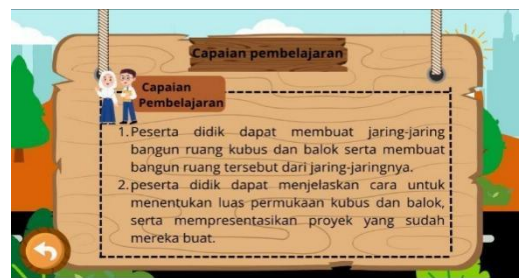 Capaian pembelajaran
Capaian
Pembelajaran
1.Peserta didik dapat membuat jaring-jaring
bangun ruang kubus dan balok serta membuat
bangun ruang tersebut dari jaring-jaringnya.
2.peserta didik dapat menjelaskan cara untuk
menentukan luas permukaan kubus dan balok,
serta mempresentasikan proyek yang sudah
mereka buat.